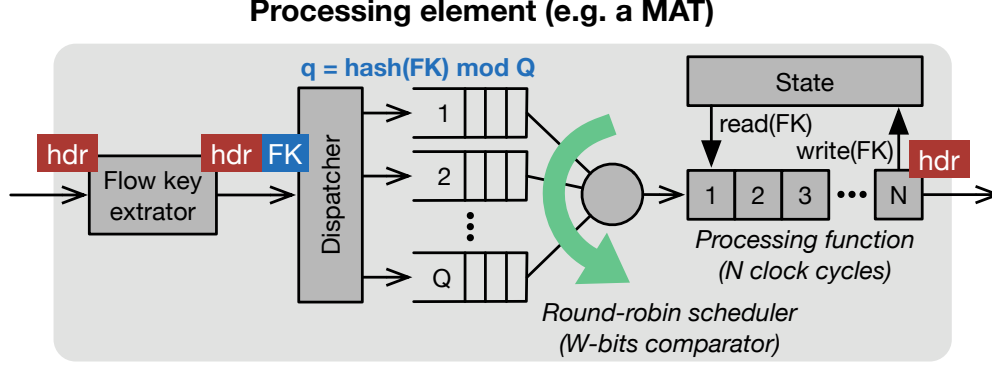 Processing element (e.g. a MAT)
q = hash(FK) mod Q
State
hdr
hdr FK
Flow key
extrator
Dispatcher
1
2
Q
read(FK)
write(FK)
hdr
1 2 3 ••• N
Processing function
(N clock cycles)
Round-robin scheduler
(W-bits comparator)